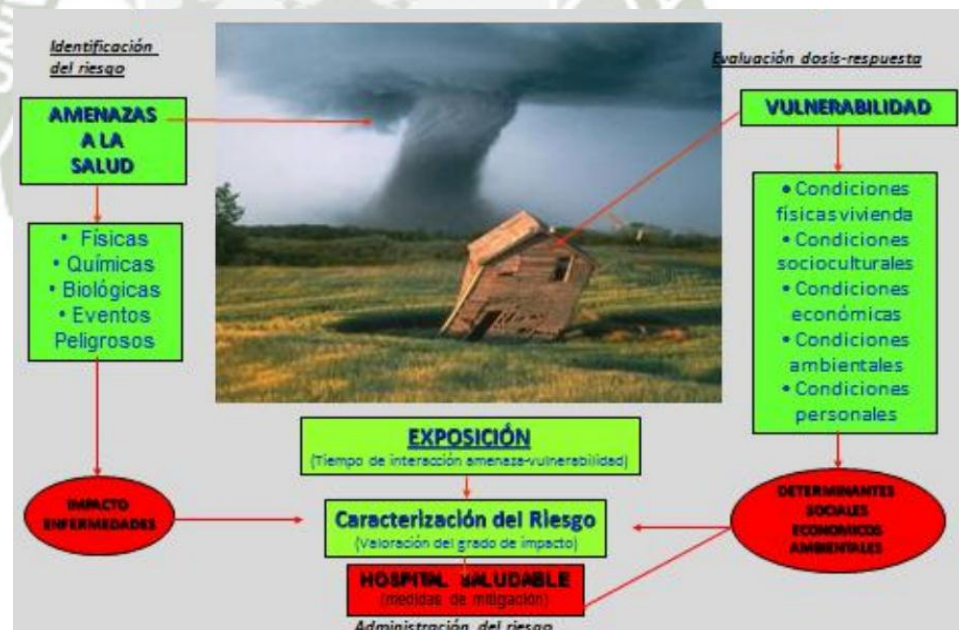 Identificación
del riesgo
AMENAZAS
A LA
SALUD
• Físicas
• Químicas
• Biológicas
• Eventos
Peligrosos
IMPACTO
ENFERMEDADES
Evaluación dosis-respuesta
VULNERABILIDAD
• Condiciones
físicas vivienda
• Condiciones
socioculturales
• Condiciones
económicas
• Condiciones
ambientales
• Condiciones
personales
DETERMINANTES
SOCIALES
ECONOMICOS
AMBIENTALES
EXPOSICIÓN
(Tiempo de interacción amenaza-vulnerabilidad)
Caracterización del Riesgo
(Valoración del grado de impacto)
HOSPITAL SALUDABLE
(medidas de mitigación)
Administración del riesgo